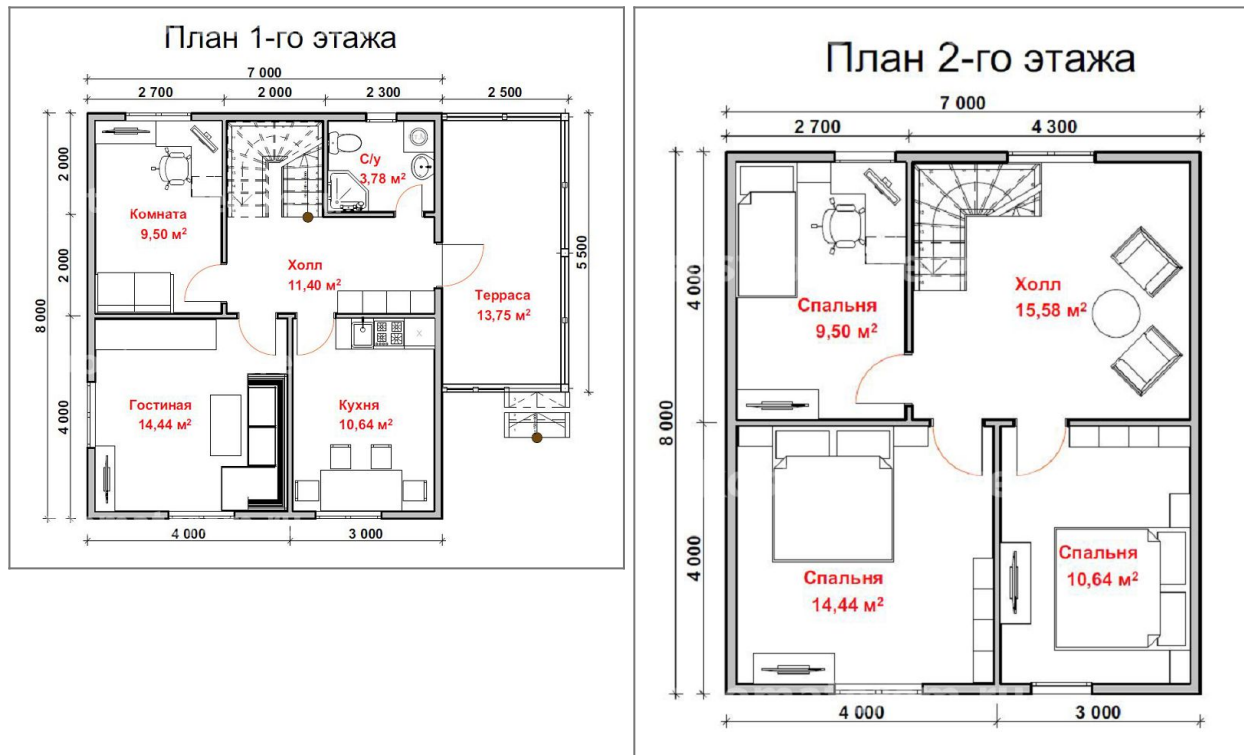 План 1-го этажа
7 000
2 700
2 000
2 300
2 500
2 000
2 000
4 000
8 000
5 500
С/у
3,78 м²
Комната
9,50 м²
Холл
11,40 м²
Терраса
13,75 м²
x
Гостиная
14,44 м²
Кухня
10,64 м²
4 000
3 000
План 2-го этажа
7 000
2 700
4 300
4 000
8 000
4 000
Спальня
9,50 м²
Холл
15,58 м²
Спальня
14,44 м²
Спальня
10,64 м²
4 000
3 000